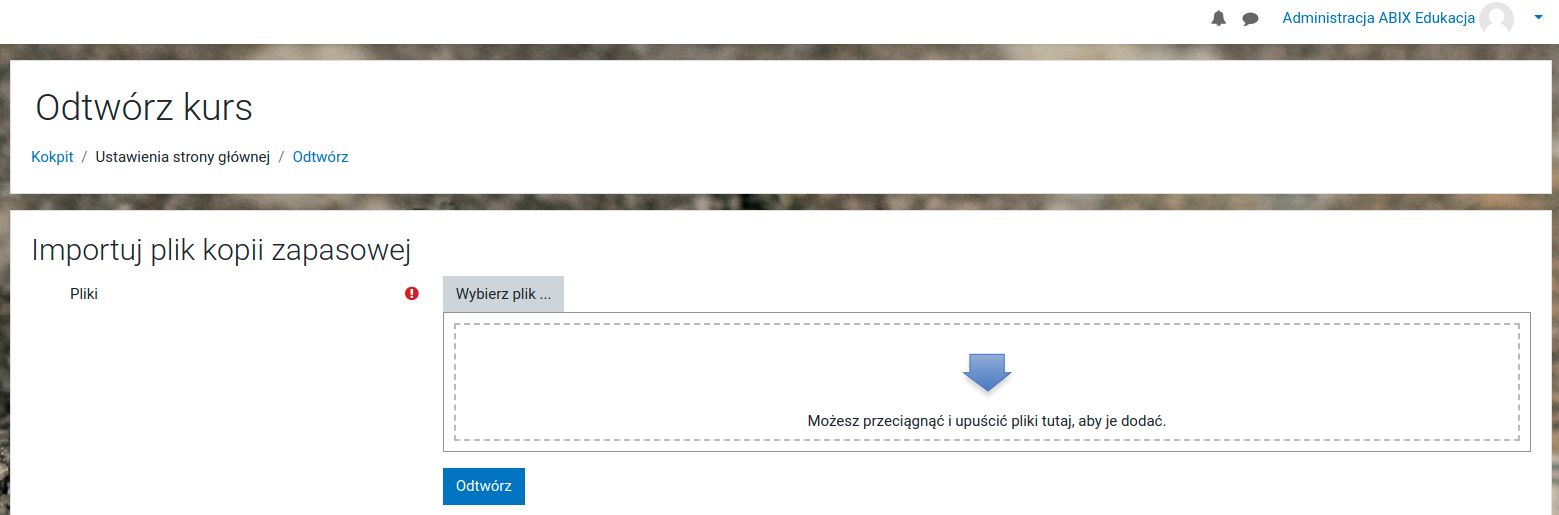 Administracja ABIX Edukacja
Odtwórz kurs
Kokpit / Ustawienia strony głównej / Odtwórz
Importuj plik kopii zapasowej
Pliki
Wybierz plik ...
Możesz przeciągnąć i upuścić pliki tutaj, aby je dodać.
Odtwórz